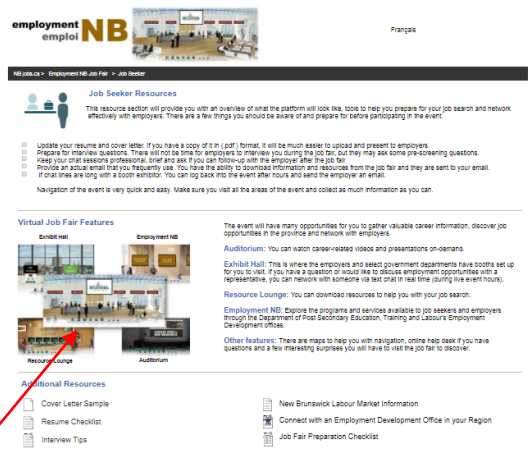 employment
emploi NB
Français
NBjobs.ca > Employment NB Job Fair > Job Seeker
Job Seeker Resources
This resource section will provide you with an overview of what the platform will look like, tools to help you prepare for your job search and network
effectively with employers. There are a few things you should be aware of and prepare for before participating in the event:
Update your resume and cover letter. If you have a copy of it in (.pdf ) format, it will be much easier to upload and present to employers.
Prepare for interview questions. There will not be time for employers to interview you during the job fair, but they may ask some pre-screening questions.
Keep your chat sessions professional, brief and ask if you can follow-up with the employer after the job fair.
Provide an actual email that you frequently use. You have the ability to download information and resources from the job fair and they are sent to your email.
If chat lines are long with a booth exhibitor. You can log back into the event after hours and send the employer an email.
Navigation of the event is very quick and easy. Make sure you visit all the areas of the event and collect as much information as you can.
Virtual Job Fair Features
Exhibit Hall
Employment NB
Resource Lounge
Auditorium
The event will have many opportunities for you to gather valuable career information, discover job
opportunities in the province and network with employers.
Auditorium: You can watch career-related videos and presentations on-demand.
Exhibit Hall: This is where the employers and select government departments have booths set up
for you to visit. If you have a question or would like to discuss employment opportunities with a
representative, you can network with someone via text chat in real time (during live event hours).
Resource Lounge: You can download resources to help you with your job search.
Employment NB: Explore the programs and services available to job seekers and employers
through the Department of Post Secondary Education, Training and Labour's Employment
Development offices.
Other features: There are maps to help you with navigation, online help desk if you have
questions and a few interesting surprises you will have to visit the job fair to discover.
Additional Resources
Cover Letter Sample
Resume Checklist
Interview Tips
New Brunswick Labour Market Information
Connect with an Employment Development Office in your Region
Job Fair Preparation Checklist